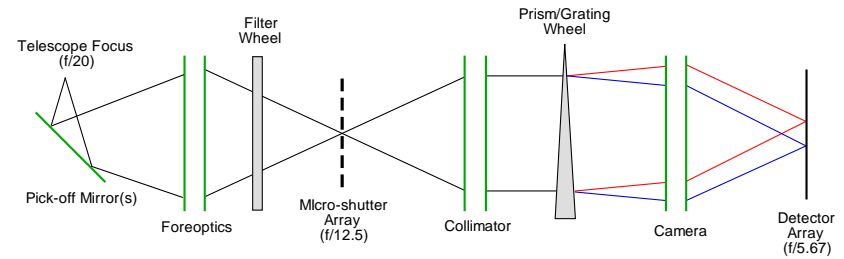 Telescope Focus
(f/20)
Pick-off Mirror(s)
Foreoptics
Filter
Wheel
MIcro-shutter
Array
(f/12.5)
Collimator
Prism/Grating
Wheel
Camera
Detector
Array
(f/5.67)